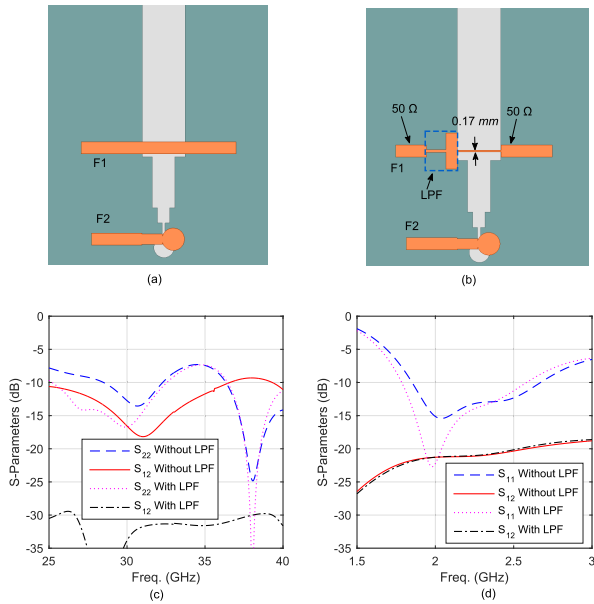 F1
F2
(a)
50 Ω
0.17 mm
50 Ω
F1
LPF
F2
(b)
S-Parameters (dB)
0
-5
-10
-15
-20
-25
-30
-35
25
30
35
40
S22 Without LPF
S12 Without LPF
S22 With LPF
S12 With LPF
Freq. (GHz)
(c)
S-Parameters (dB)
0
-5
-10
-15
-20
-25
-30
-35
1.5
2
2.5
3
S11 Without LPF
S12 Without LPF
S11 With LPF
S12 With LPF
Freq. (GHz)
(d)